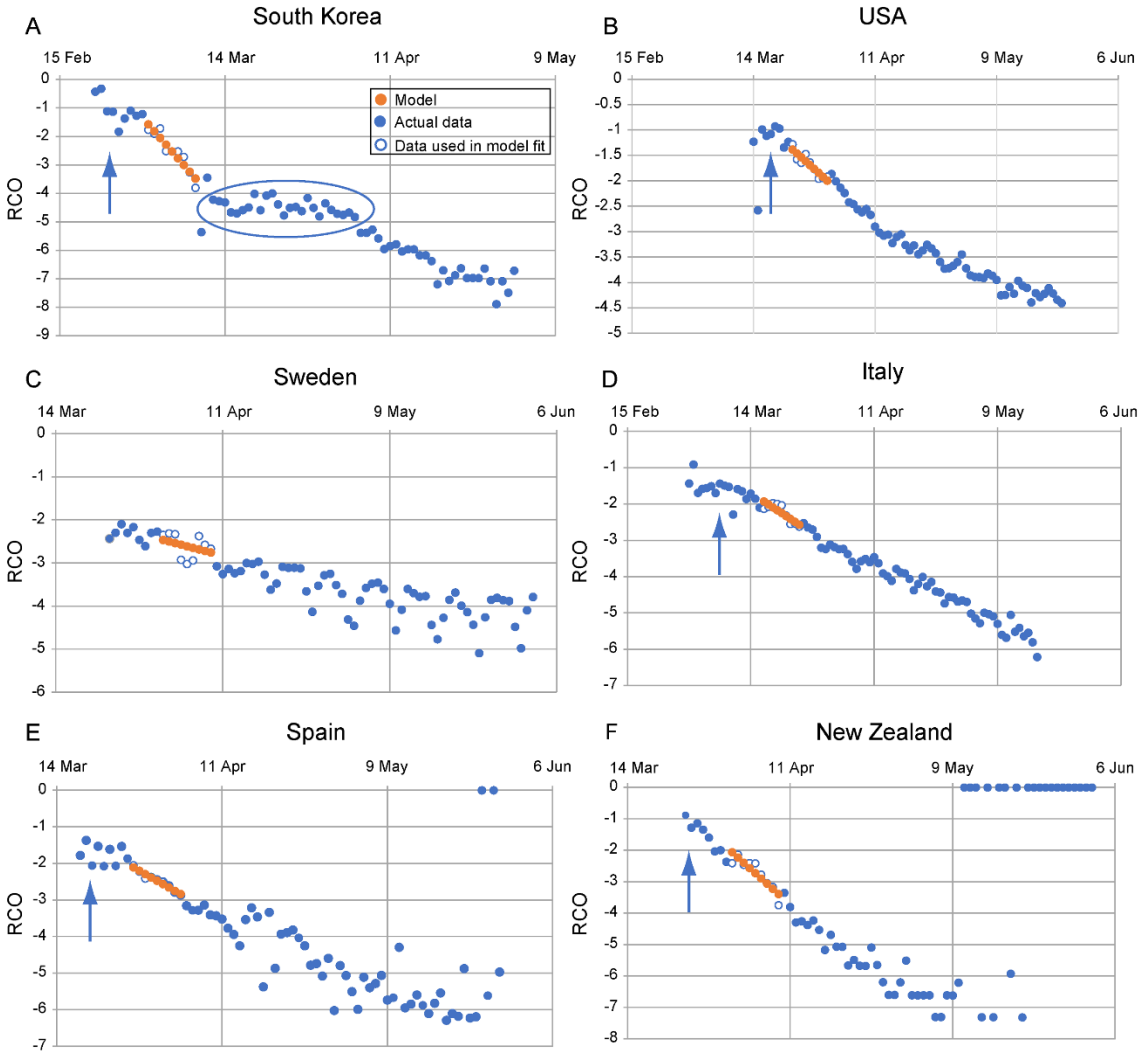 A South Korea
15 Feb 14 Mar 11 Apr 9 May
0
-1
-2
-3
-4
-5
-6
-7
-8
-9
RCO
Model
Actual data
Data used in model fit
B USA
15 Feb 14 Mar 11 Apr 9 May 6 Jun
0
-0.5
-1
-1.5
-2
-2.5
-3
-3.5
-4
-4.5
-5
RCO
C Sweden
14 Mar 11 Apr 9 May 6 Jun
0
-1
-2
-3
-4
-5
-6
RCO
D Italy
15 Feb 14 Mar 11 Apr 9 May 6 Jun
0
-1
-2
-3
-4
-5
-6
-7
RCO
E Spain
14 Mar 11 Apr 9 May 6 Jun
0
-1
-2
-3
-4
-5
-6
-7
RCO
F New Zealand
14 Mar 11 Apr 9 May 6 Jun
0
-1
-2
-3
-4
-5
-6
-7
-8
RCO